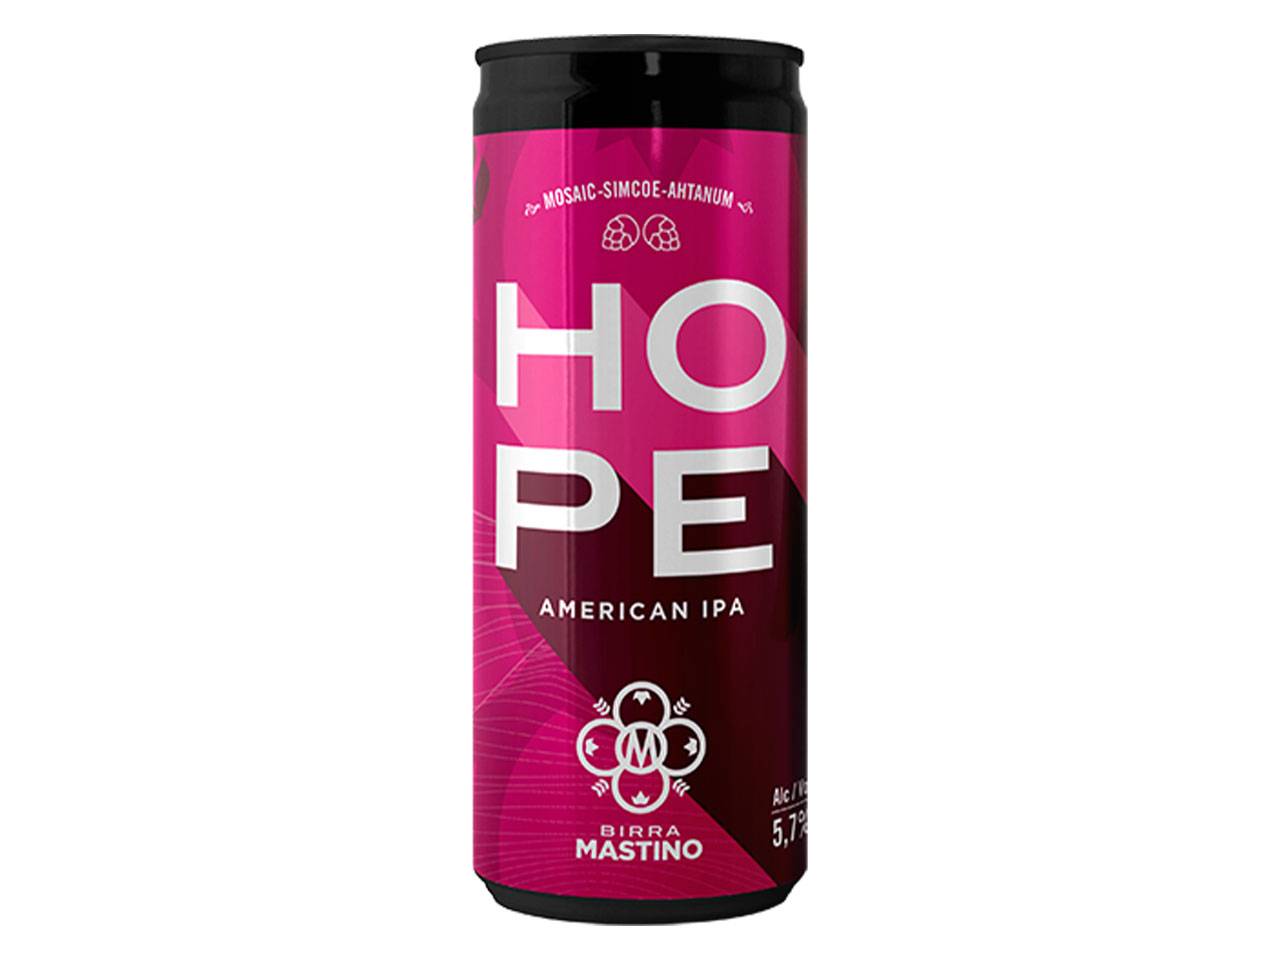 MOSAIC-SIMCOE-AHTANUM
HO
PE
AMERICAN IPA
M
BIRRA
MASTINO
Alc //
5,7%